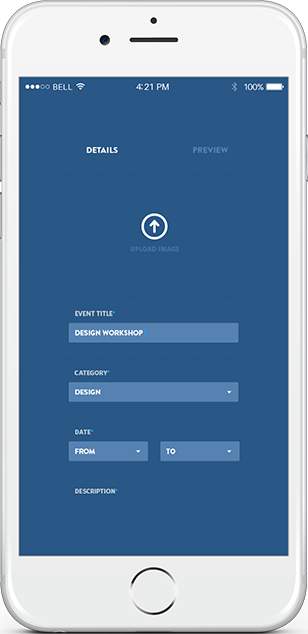 BELL 4:21 PM 100%
DETAILS PREVIEW
UPLOAD IMAGE
EVENT TITLE*
DESIGN WORKSHOP
CATEGORY*
DESIGN
DATE*
FROM TO
DESCRIPTION*